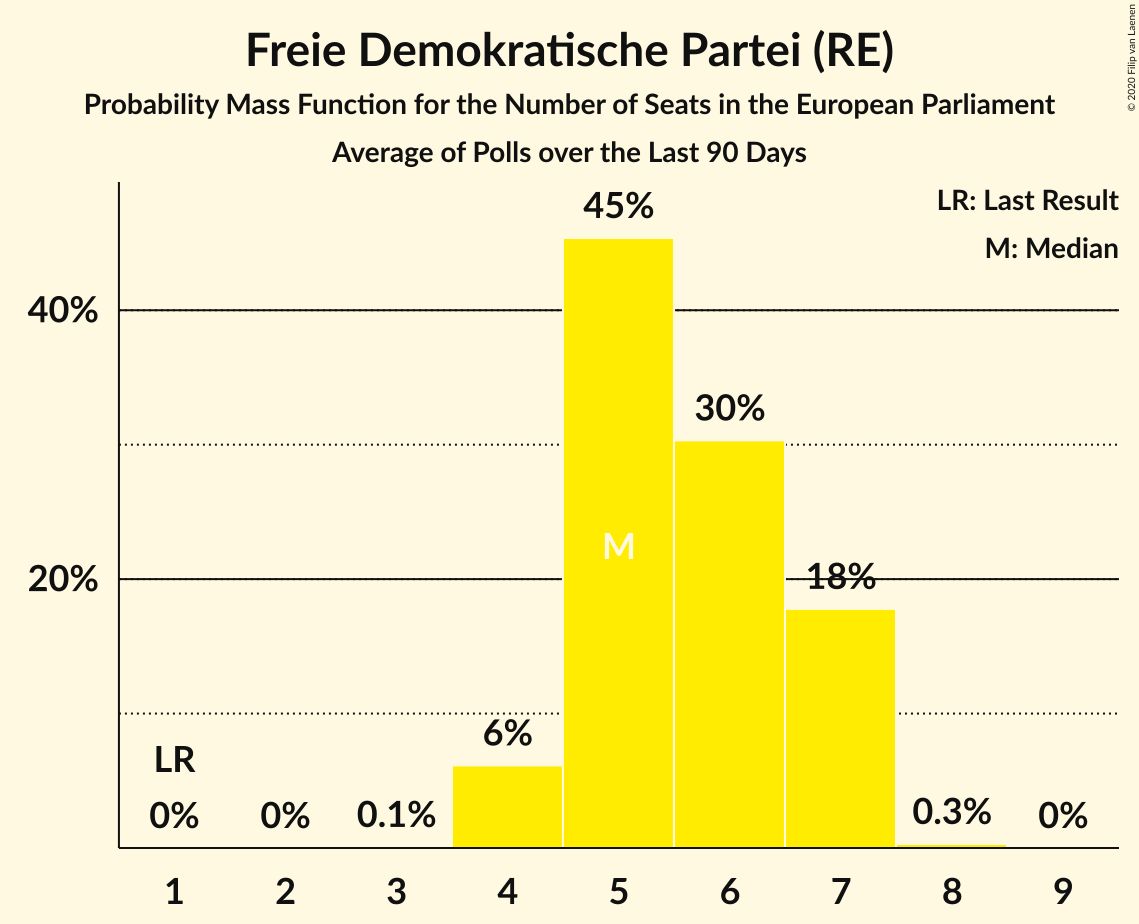 Freie Demokratische Partei (RE)
Probability Mass Function for the Number of Seats in the European Parliament
Average of Polls over the Last 90 Days
© 2020 Filip van Laenen
LR: Last Result
M: Median
45%
40%
30%
M
20%
18%
6%
LR
0%
0%
0.1%
0.3%
0%
1 2 3 4 5 6 7 8 9